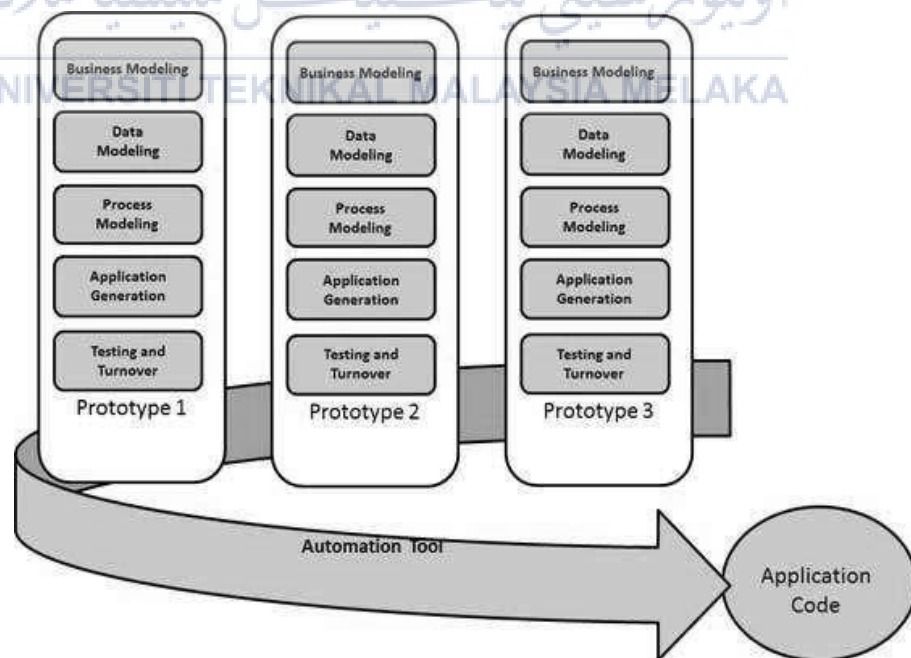 Business Modeling
Data
Modeling
Process
Modeling
Application
Generation
Testing and
Turnover
Prototype 1
Business Modeling
Data
Modeling
Process
Modeling
Application
Generation
Testing and
Turnover
Prototype 2
Business Modeling
Data
Modeling
Process
Modeling
Application
Generation
Testing and
Turnover
Prototype 3
NIVERSITI TEKNIKAL MALAYSIA MELAKA
Automation Tool
Application
Code